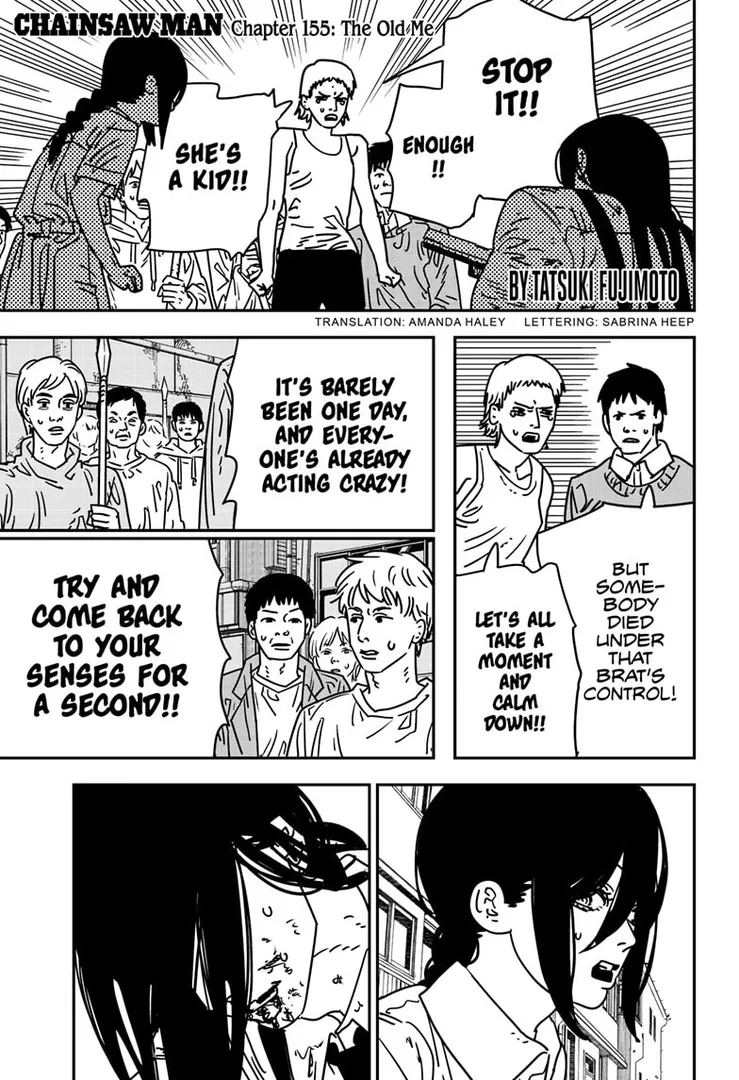 CHAINSAW MAN Chapter 155: The Old Me
STOP
IT!!
ENOUGH
!!
SHE'S
A KID!!
BY TATSUKI FUJIMOTO
TRANSLATION: AMANDA HALEY LETTERING: SABRINA HEEP
BUT
SOME-
BODY
DIED
UNDER
THAT
BRAT'S
CONTROL!
LET'S ALL
TAKE A
MOMENT
AND
CALM
DOWN!!
IT'S BARELY
BEEN ONE DAY,
AND EVERY-
ONE'S ALREADY
ACTING CRAZY!
TRY AND
COME BACK
TO YOUR
SENSES FOR
A SECOND!!